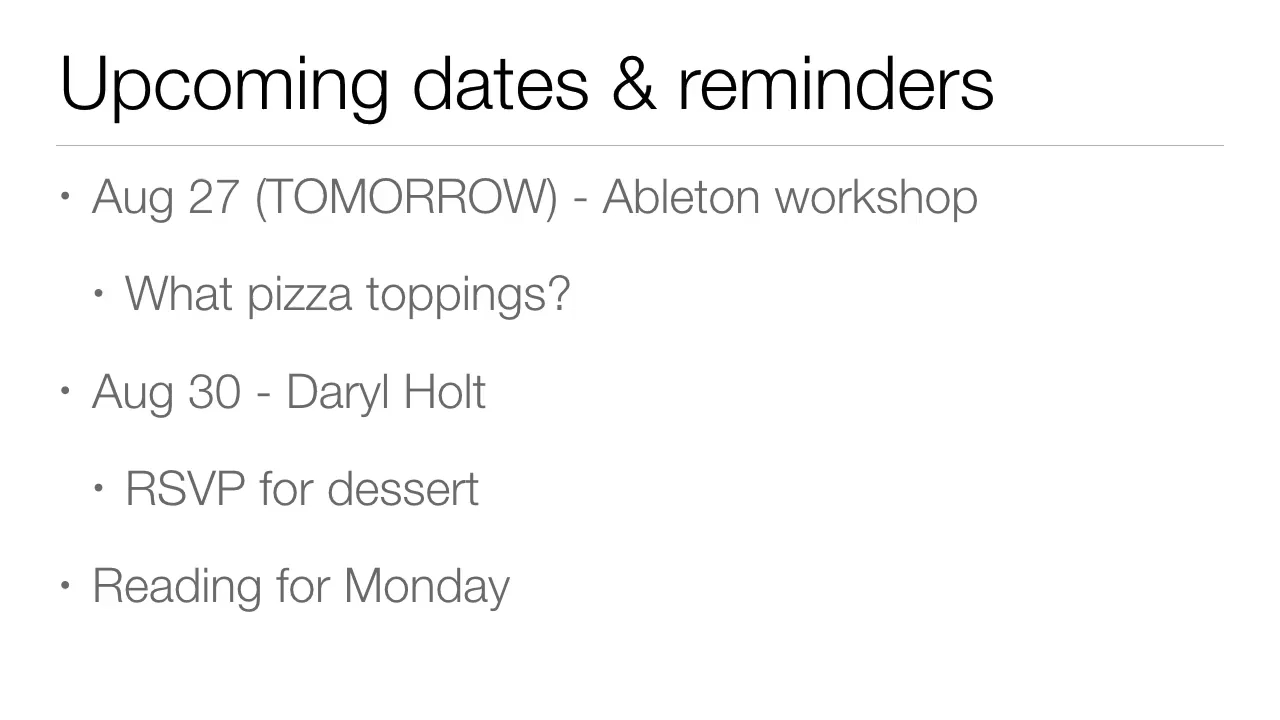 Upcoming dates & reminders
• Aug 27 (TOMORROW) - Ableton workshop
• What pizza toppings?
• Aug 30 - Daryl Holt
• RSVP for dessert
• Reading for Monday